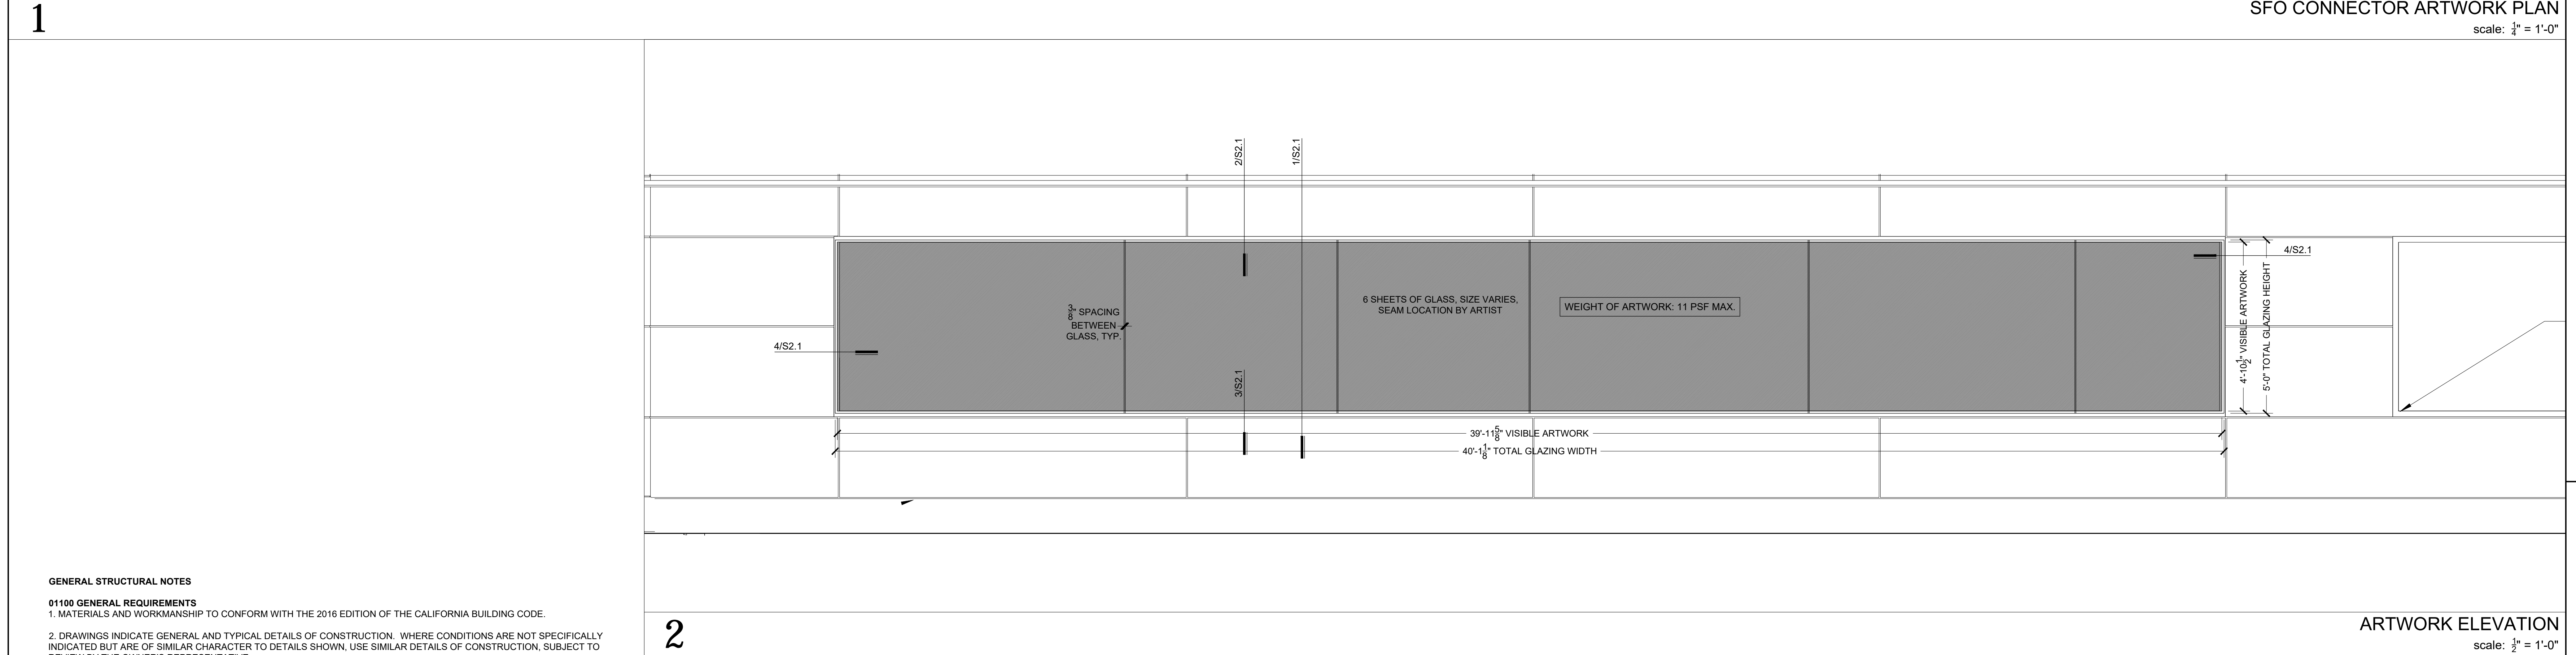 1
SFO CONNECTOR ARTWORK PLAN
scale: 1/4" = 1'-0"
2/S2.1
1/S2.1
4/S2.1
3/8" SPACING
BETWEEN
GLASS, TYP.
6 SHEETS OF GLASS, SIZE VARIES,
SEAM LOCATION BY ARTIST
WEIGHT OF ARTWORK: 11 PSF MAX.
4'-10 1/2" VISIBLE ARTWORK
5'-0" TOTAL GLAZING HEIGHT
4/S2.1
3/S2.1
39'-11 5/8" VISIBLE ARTWORK
40'-1 1/8" TOTAL GLAZING WIDTH
GENERAL STRUCTURAL NOTES
01100 GENERAL REQUIREMENTS
1. MATERIALS AND WORKMANSHIP TO CONFORM WITH THE 2016 EDITION OF THE CALIFORNIA BUILDING CODE.
2. DRAWINGS INDICATE GENERAL AND TYPICAL DETAILS OF CONSTRUCTION. WHERE CONDITIONS ARE NOT SPECIFICALLY
INDICATED BUT ARE OF SIMILAR CHARACTER TO DETAILS SHOWN, USE SIMILAR DETAILS OF CONSTRUCTION, SUBJECT TO
2
ARTWORK ELEVATION
scale: 1/2" = 1'-0"